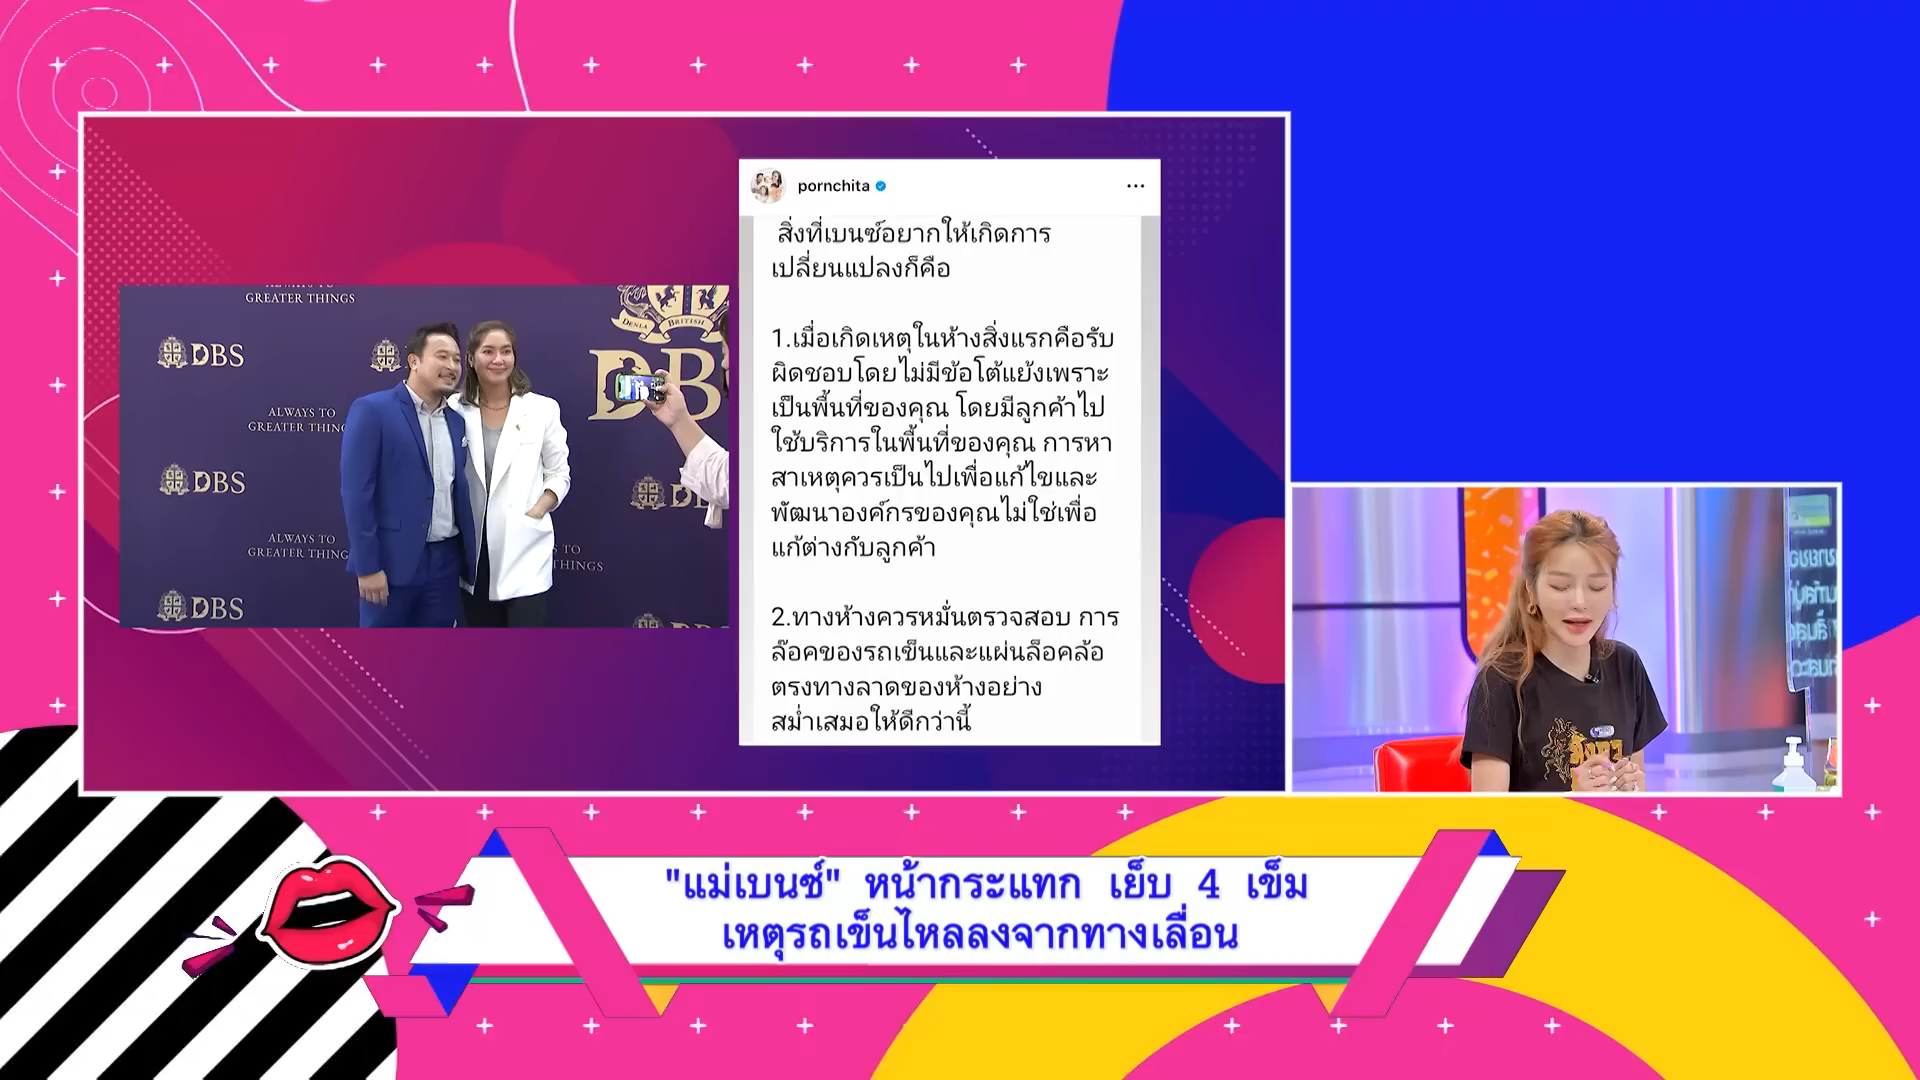 GREATER THINGS
DBS
ALWAYS TO
DBS
ALWAYS TO
GREATER THING
DBS
DENLA BRITISH
DB
TO
THINGS
pornchita
สิ่งที่เบนซ์อยากให้เกิดการ
เปลี่ยนแปลงก็คือ
1.เมื่อเกิดเหตุในห้างสิ่งแรกคือรับ
ผิดชอบโดยไม่มีข้อโต้แย้งเพราะ
เป็นพื้นที่ของคุณ โดยมีลูกค้าไป
ใช้บริการในพื้นที่ของคุณ การหา
สาเหตุควรเป็นไปเพื่อแก้ไขและ
พัฒนาองค์กรของคุณไม่ใช่เพื่อ
แก้ต่างกับลูกค้า
2.ทางห้างควรหมั่นตรวจสอบ การ
ล๊อคของรถเข็นและแผ่นล็อคล้อ
ตรงทางลาดของห้างอย่าง
สม่ำเสมอให้ดีกว่านี้
"แม่เบนซ์" หน้ากระแทก เย็บ 4 เข็ม
เหตุรถเข็นไหลลงจากทางเลื่อน